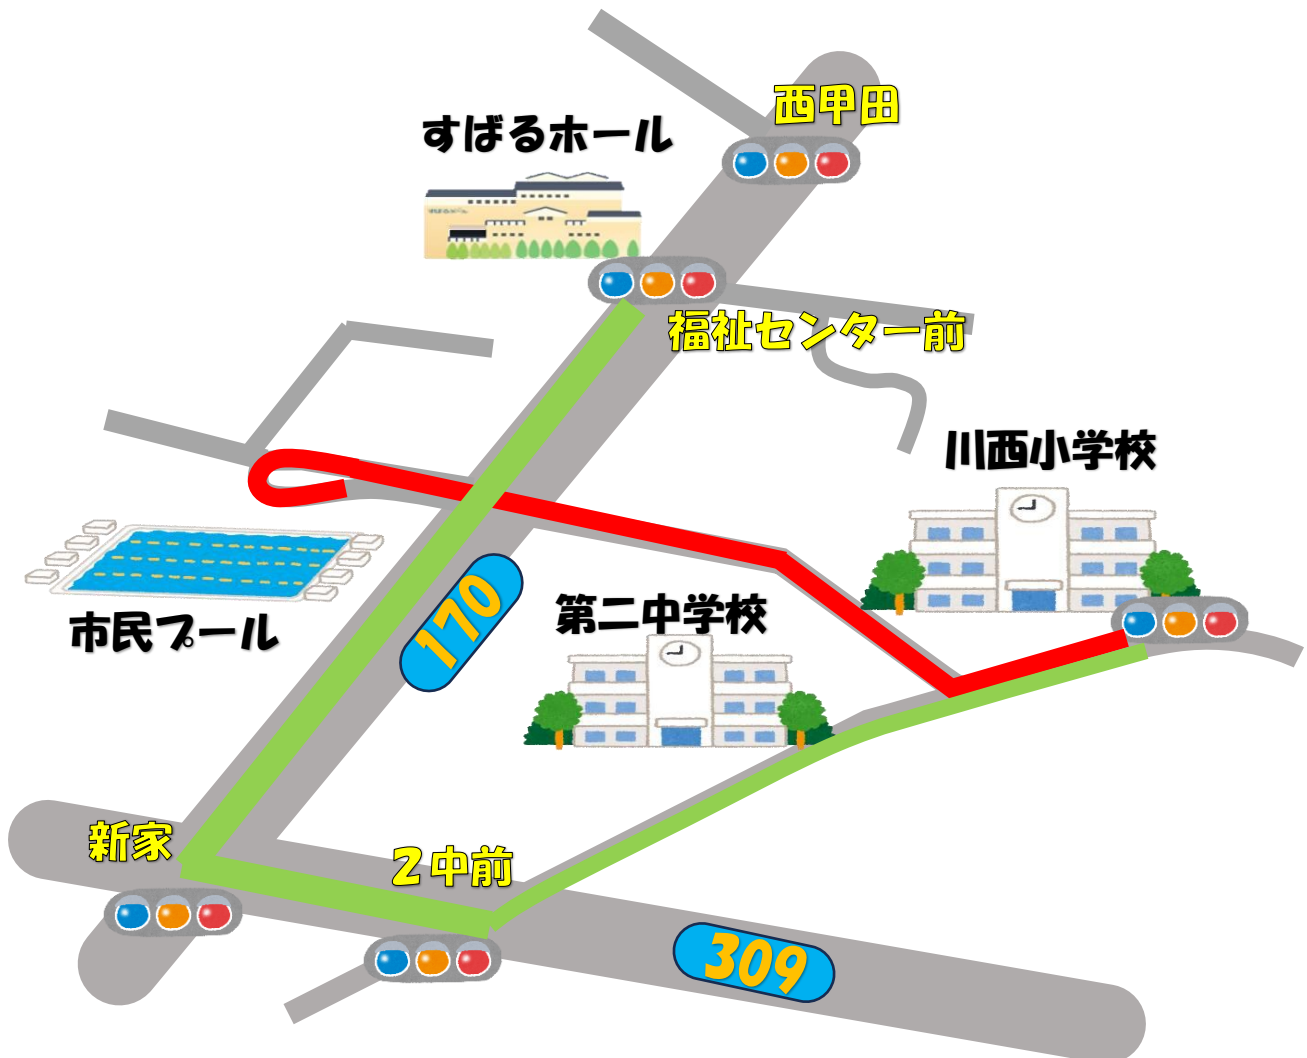 西甲田
すばるホール
福祉センター前
川西小学校
第二中学校
170
市民プール
新家
2中前
309